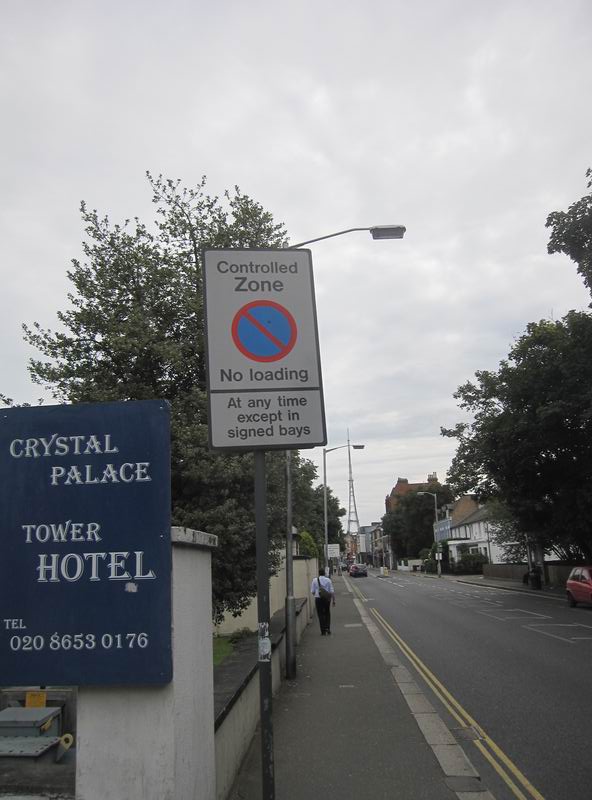 Controlled
Zone
No loading
At any time
except in
signed bays
CRYSTAL
PALACE
TOWER
HOTEL
TEL
020 8653 0176